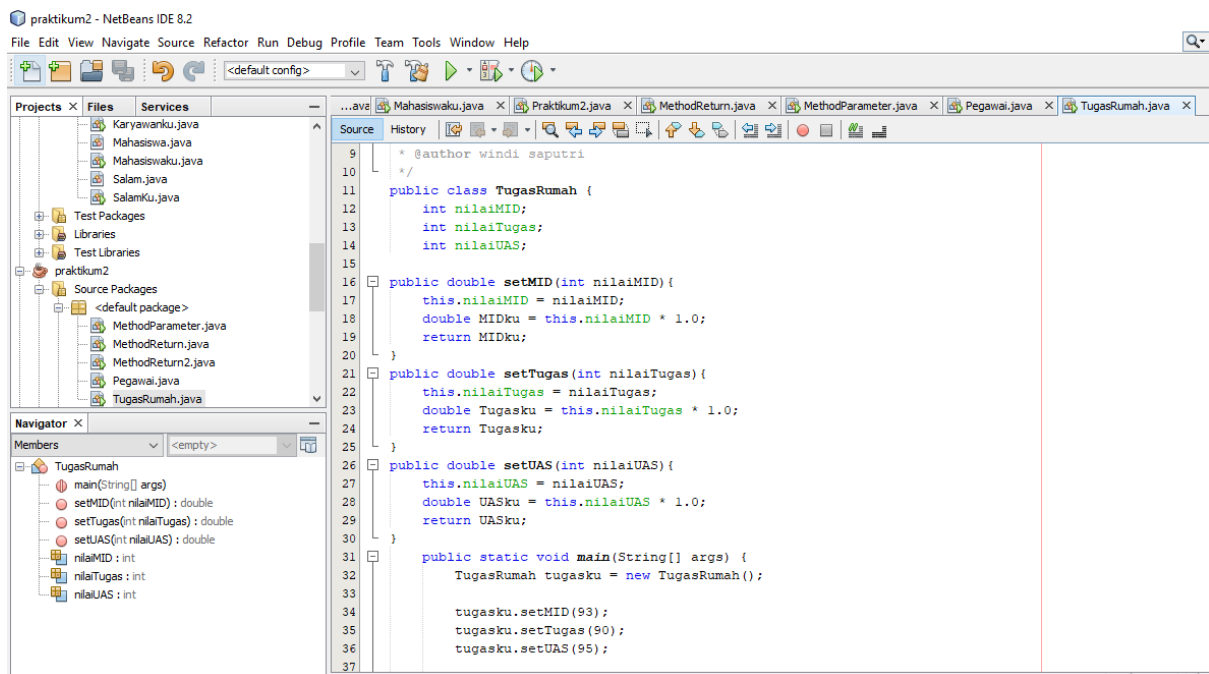 praktikum2 - NetBeans IDE 8.2
File Edit View Navigate Source Refactor Run Debug Profile Team Tools Window Help
<default config>
Projects Files Services
Karyawanku.java
Mahasiswa.java
Mahasiswaku.java
Salam.java
SalamKu.java
Test Packages
Libraries
Test Libraries
praktikum2
Source Packages
<default package>
MethodParameter.java
MethodReturn.java
MethodReturn2.java
Pegawai.java
TugasRumah.java
Navigator
Members <empty>
TugasRumah
main(String[] args)
setMID(int nilaiMID) : double
setTugas(int nilaiTugas) : double
setUAS(int nilaiUAS) : double
nilaiMID : int
nilaiTugas : int
nilaiUAS : int
...ava Mahasiswaku.java Praktikum2.java MethodReturn.java MethodParameter.java Pegawai.java TugasRumah.java
Source History
9 * @author windi saputri
10 */
11 public class TugasRumah {
12 int nilaiMID;
13 int nilaiTugas;
14 int nilaiUAS;
15
16 public double setMID(int nilaiMID){
17 this.nilaiMID = nilaiMID;
18 double MIDku = this.nilaiMID * 1.0;
19 return MIDku;
20 }
21 public double setTugas(int nilaiTugas){
22 this.nilaiTugas = nilaiTugas;
23 double Tugasku = this.nilaiTugas * 1.0;
24 return Tugasku;
25 }
26 public double setUAS(int nilaiUAS){
27 this.nilaiUAS = nilaiUAS;
28 double UASku = this.nilaiUAS * 1.0;
29 return UASku;
30 }
31 public static void main(String[] args) {
32 TugasRumah tugasku = new TugasRumah();
33
34 tugasku.setMID(93);
35 tugasku.setTugas(90);
36 tugasku.setUAS(95);
37